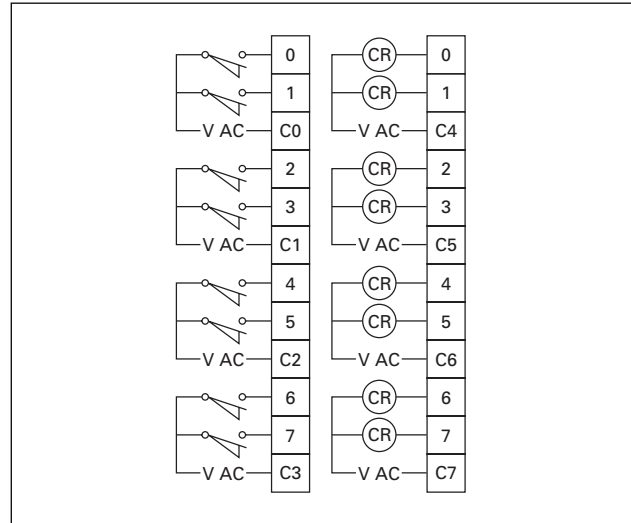 0 CR 0
1 CR 1
V AC C0 V AC C4
2 CR 2
3 CR 3
V AC C1 V AC C5
4 CR 4
5 CR 5
V AC C2 V AC C6
6 CR 6
7 CR 7
V AC C3 V AC C7